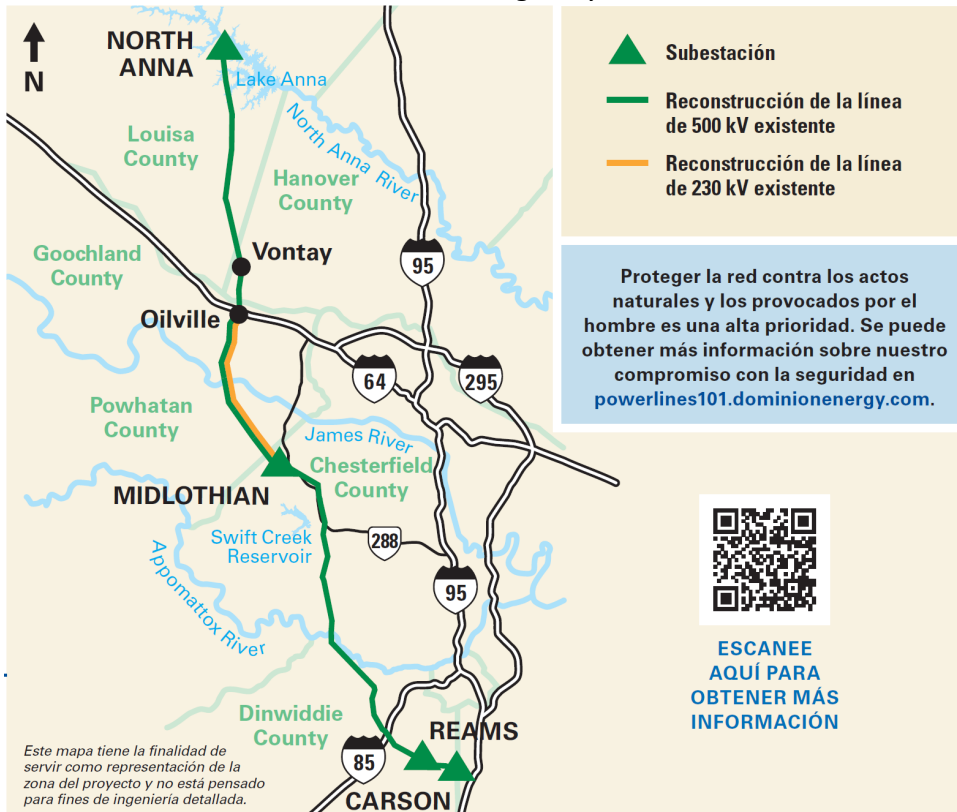 N
NORTH
ANNA
Lake Anna
Louisa
County
North Anna River
Hanover
County
Goochland
County
Vontay
95
Oilville
64
295
Powhatan
County
James River
Chesterfield
County
MIDLOTHIAN
Swift Creek
Reservoir
288
95
Appomattox River
Dinwiddie
County
REAMS
85
CARSON
Este mapa tiene la finalidad de
servir como representación de la
zona del proyecto y no está pensado
para fines de ingeniería detallada.
Subestación
Reconstrucción de la línea
de 500 kV existente
Reconstrucción de la línea
de 230 kV existente
Proteger la red contra los actos
naturales y los provocados por el
hombre es una alta prioridad. Se puede
obtener más información sobre nuestro
compromiso con la seguridad en
powerlines101.dominionenergy.com.
ESCANEE
AQUÍ PARA
OBTENER MÁS
INFORMACIÓN